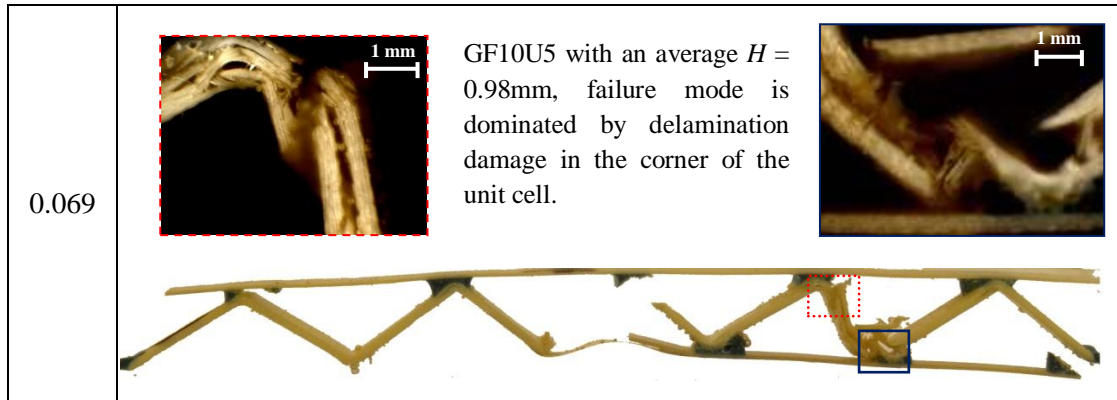 0.069
1 mm
GF10U5 with an average H =
0.98mm, failure mode is
dominated by delamination
damage in the corner of the
unit cell.
1 mm